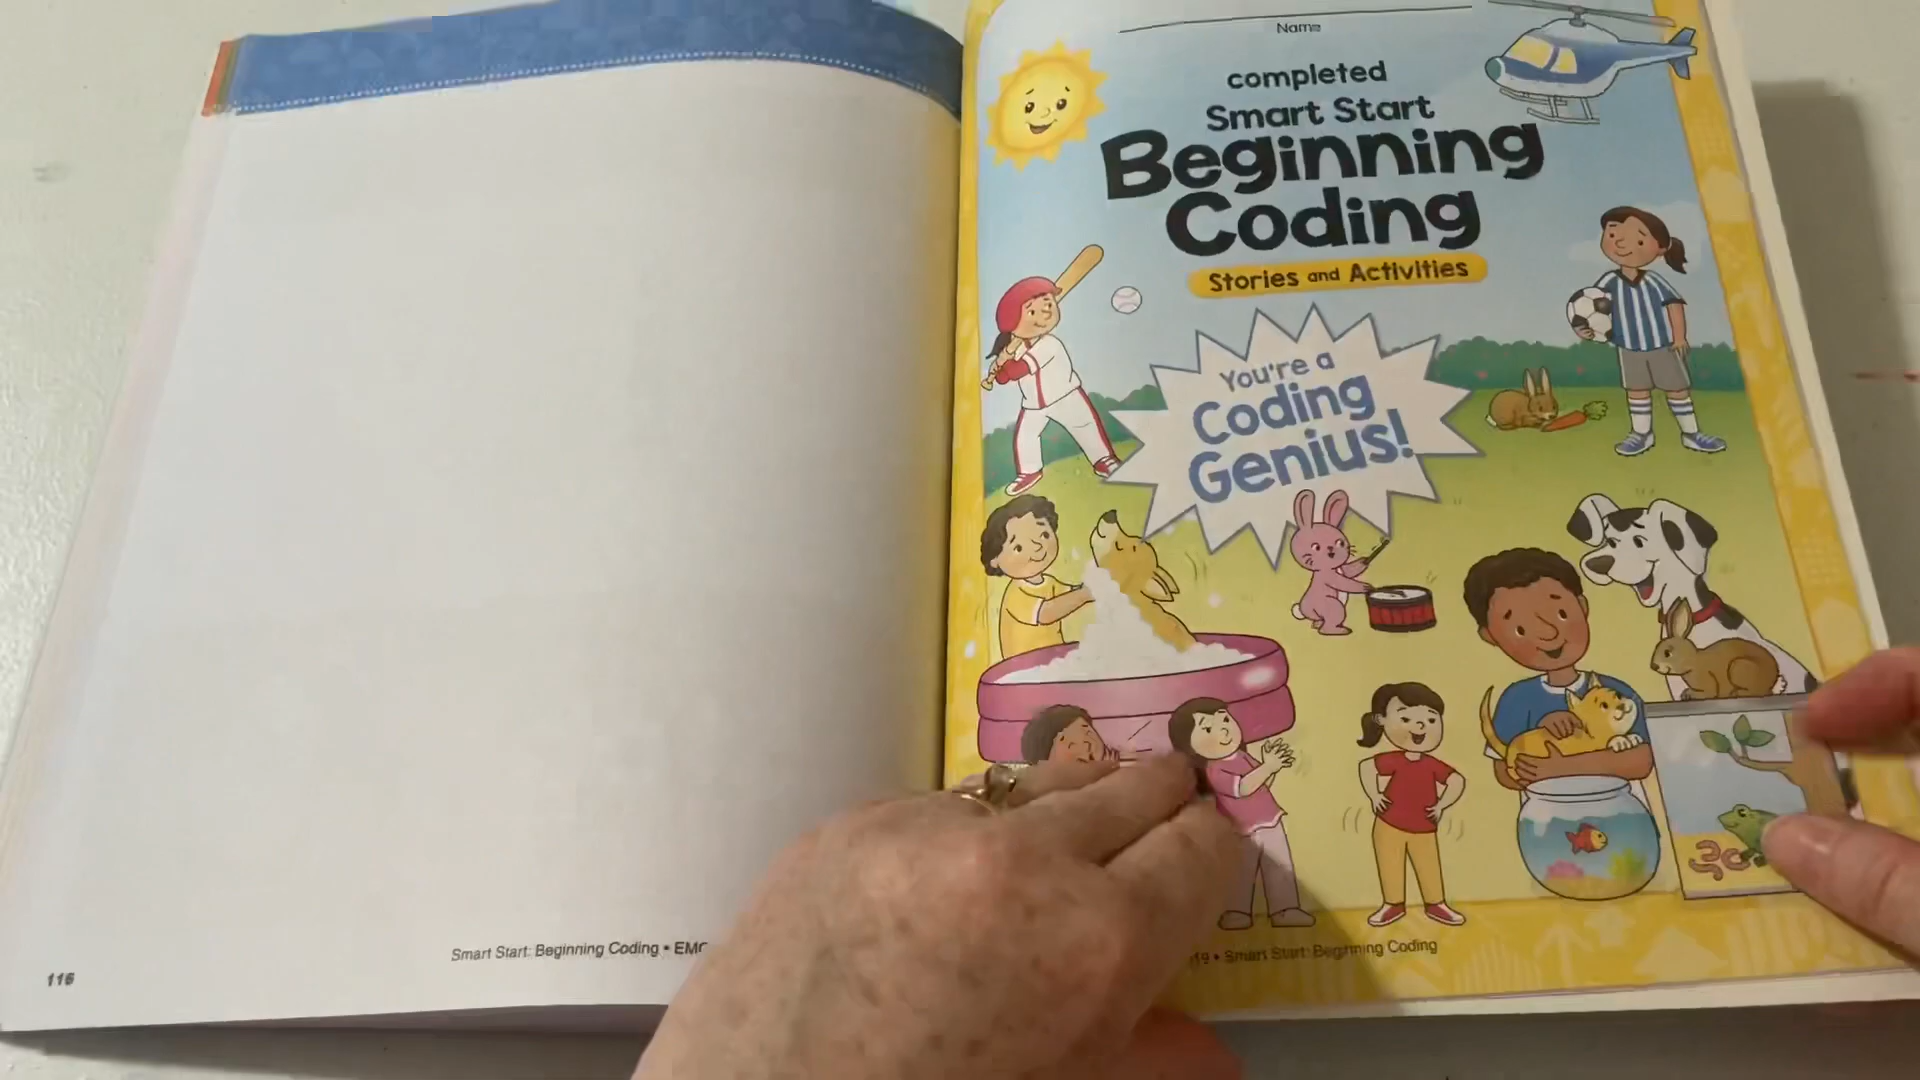 Smart Start: Beginning Coding •
116
Name
completed
Smart Start
Beginning
Coding
Stories and Activities
You're a
Coding
Genius!
• Smart Start: Beginning Coding